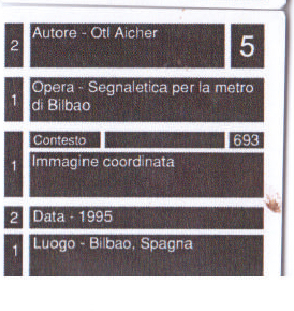 2 Autore - Otl Aicher 5
1 Opera - Segnaletica per la metro
di Bilbao
Contesto 693
1 Immagine coordinata
2 Data - 1995
1 Luogo - Bilbao, Spagna